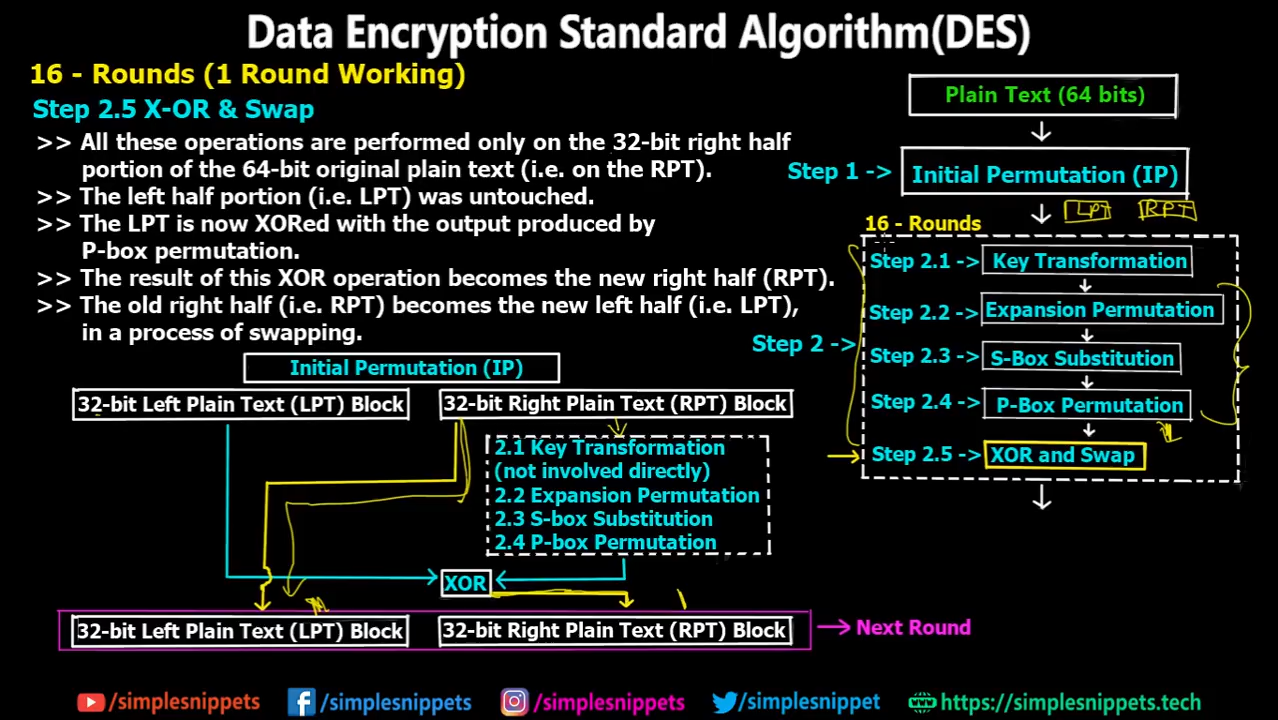 Data Encryption Standard Algorithm(DES)
16 - Rounds (1 Round Working)
Step 2.5 X-OR & Swap
>> All these operations are performed only on the 32-bit right half
portion of the 64-bit original plain text (i.e. on the RPT).
>> The left half portion (i.e. LPT) was untouched.
>> The LPT is now XORed with the output produced by
P-box permutation.
>> The result of this XOR operation becomes the new right half (RPT).
>> The old right half (i.e. RPT) becomes the new left half (i.e. LPT),
in a process of swapping.
Initial Permutation (IP)
32-bit Left Plain Text (LPT) Block
32-bit Right Plain Text (RPT) Block
2.1 Key Transformation
(not involved directly)
2.2 Expansion Permutation
2.3 S-box Substitution
2.4 P-box Permutation
XOR
32-bit Left Plain Text (LPT) Block
32-bit Right Plain Text (RPT) Block
Next Round
Plain Text (64 bits)
Step 1 ->
Initial Permutation (IP)
LPT
RPT
16 - Rounds
Step 2 ->
Step 2.1 -> Key Transformation
Step 2.2 -> Expansion Permutation
Step 2.3 -> S-Box Substitution
Step 2.4 -> P-Box Permutation
Step 2.5 -> XOR and Swap
/simplesnippets
/simplesnippets
/simplesnippets
/simplesnippets
https://simplesnippets.tech